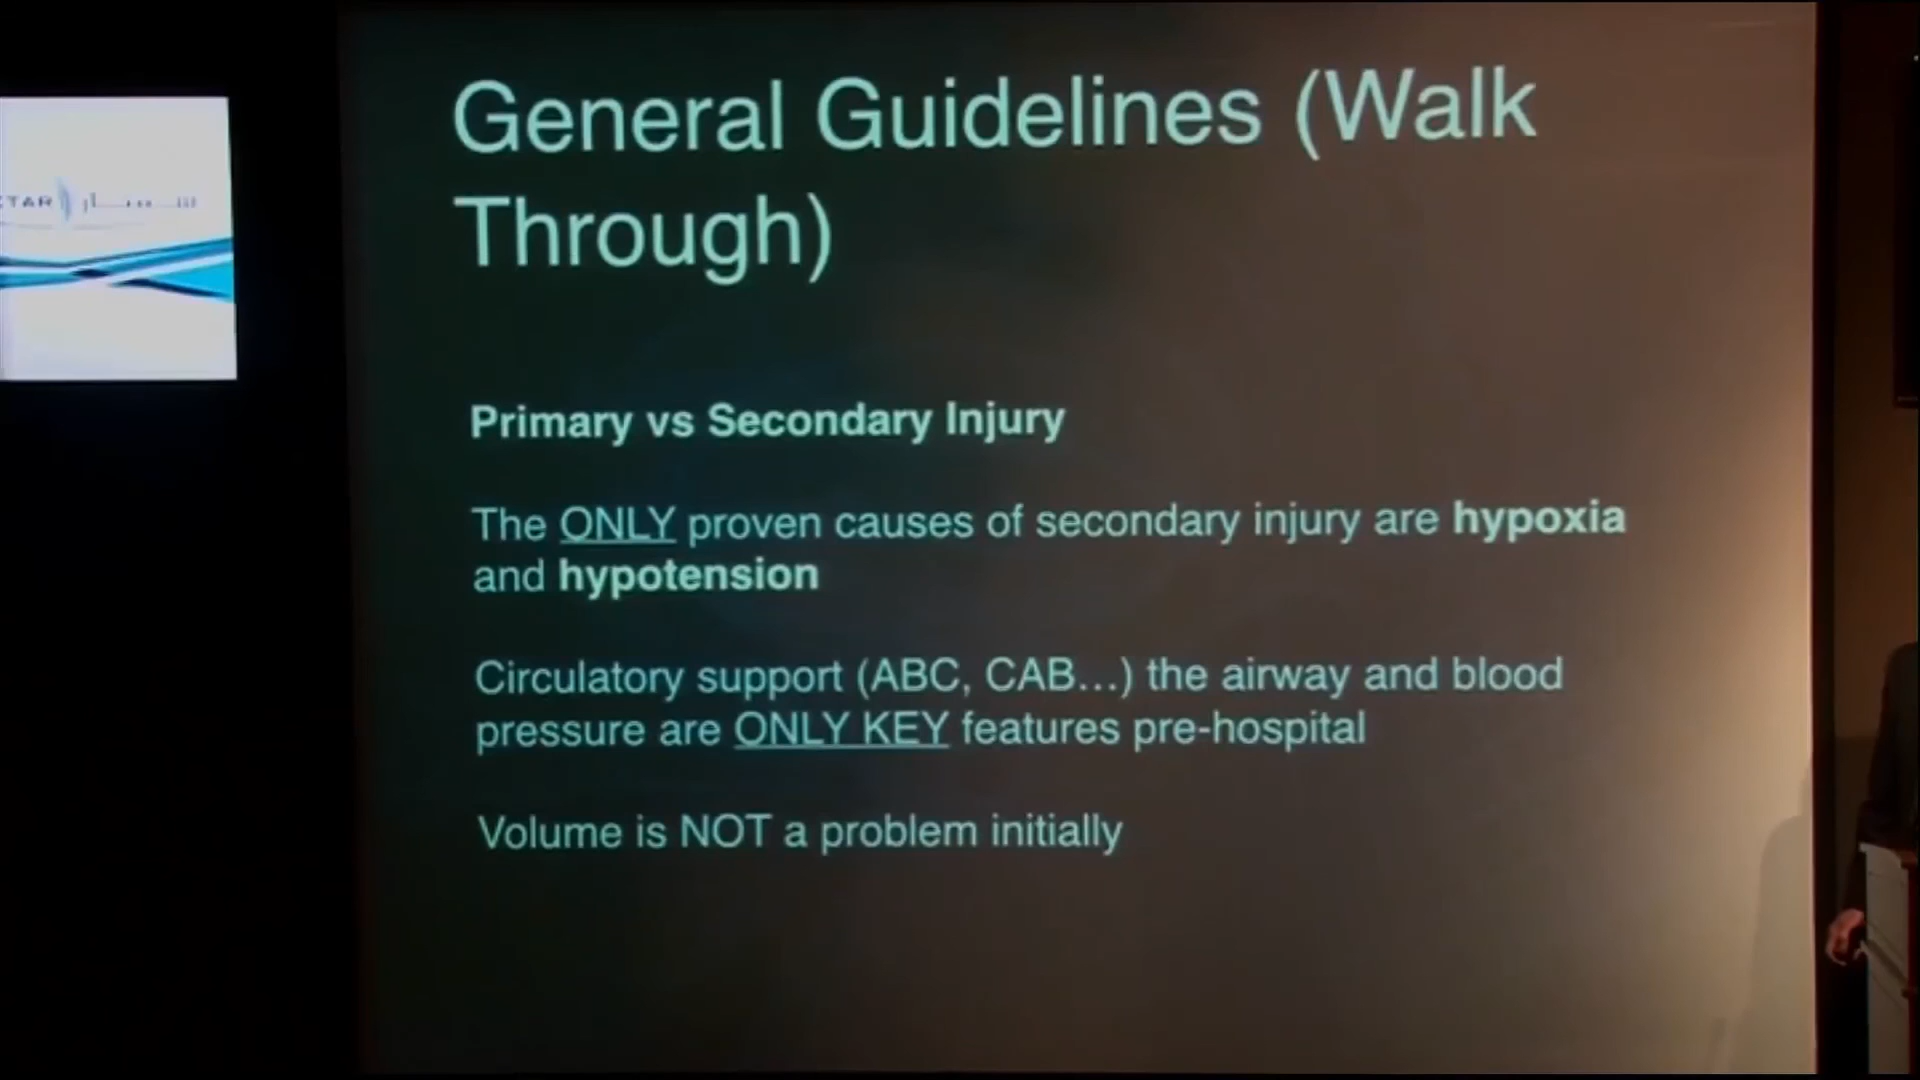 General Guidelines (Walk
Through)
Primary vs Secondary Injury
The ONLY proven causes of secondary injury are hypoxia
and hypotension
Circulatory support (ABC, CAB...) the airway and blood
pressure are ONLY KEY features pre-hospital
Volume is NOT a problem initially